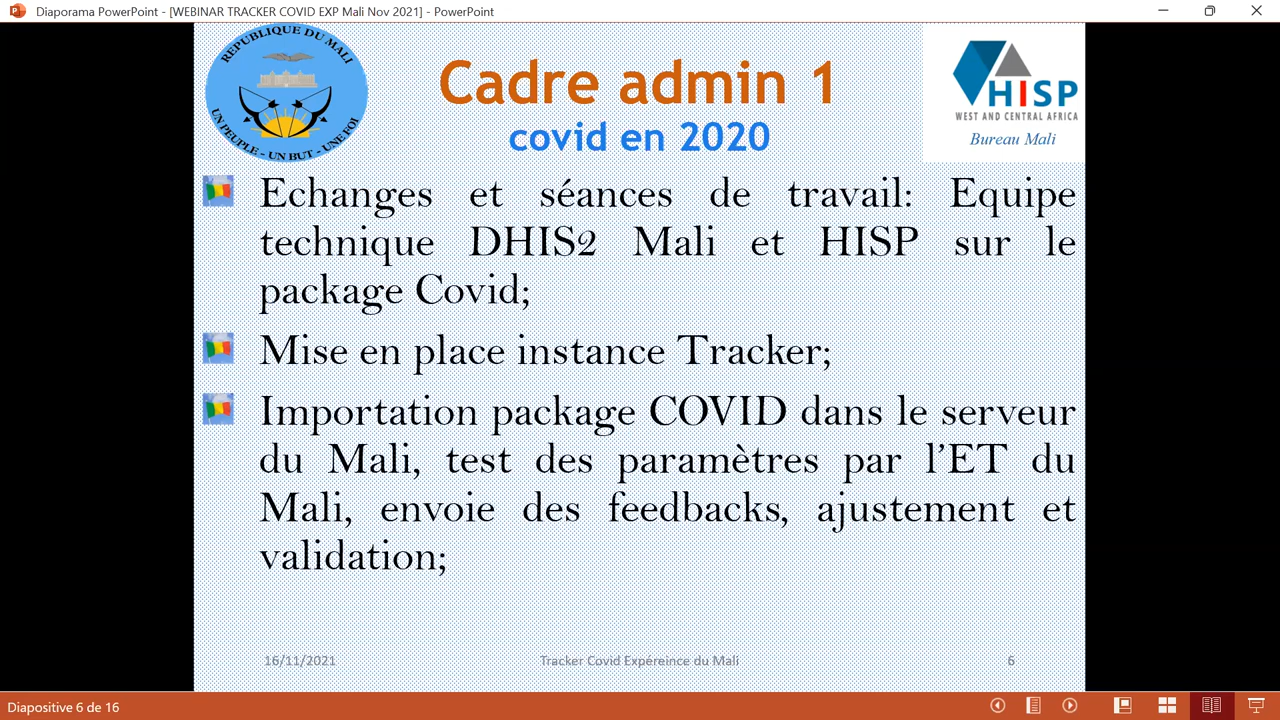 Diaporama PowerPoint - [WEBINAR TRACKER COVID EXP Mali Nov 2021] - PowerPoint
REPUBLIQUE DU MALI
UN PEUPLE - UN BUT - UNE FOI
Cadre admin 1
covid en 2020
HISP
WEST AND CENTRAL AFRICA
Bureau Mali
Echanges et séances de travail: Equipe
technique DHIS2 Mali et HISP sur le
package Covid;
Mise en place instance Tracker;
Importation package COVID dans le serveur
du Mali, test des paramètres par l'ET du
Mali, envoie des feedbacks, ajustement et
validation;
16/11/2021
Tracker Covid Expéreince du Mali
6
Diapositive 6 de 16